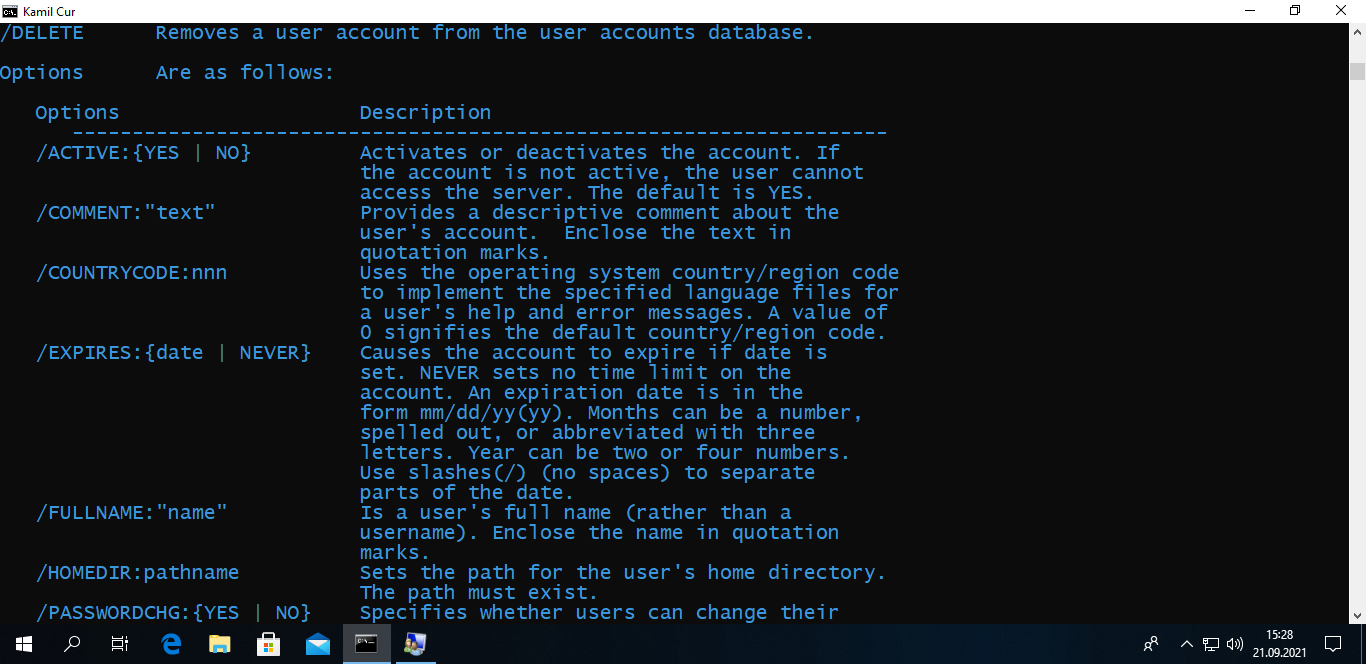 Kamil Cur
/DELETE      Removes a user account from the user accounts database.
Options      Are as follows:
Options                    Description
--------------------------------------------------------------------
/ACTIVE:{YES | NO}         Activates or deactivates the account. If
the account is not active, the user cannot
access the server. The default is YES.
/COMMENT:"text"            Provides a descriptive comment about the
user's account.  Enclose the text in
quotation marks.
/COUNTRYCODE:nnn           Uses the operating system country/region code
to implement the specified language files for
a user's help and error messages. A value of
0 signifies the default country/region code.
/EXPIRES:{date | NEVER}    Causes the account to expire if date is
set. NEVER sets no time limit on the
account. An expiration date is in the
form mm/dd/yy(yy). Months can be a number,
spelled out, or abbreviated with three
letters. Year can be two or four numbers.
Use slashes(/) (no spaces) to separate
parts of the date.
/FULLNAME:"name"           Is a user's full name (rather than a
username). Enclose the name in quotation
marks.
/HOMEDIR:pathname          Sets the path for the user's home directory.
The path must exist.
/PASSWORDCHG:{YES | NO}    Specifies whether users can change their
15:28
21.09.2021